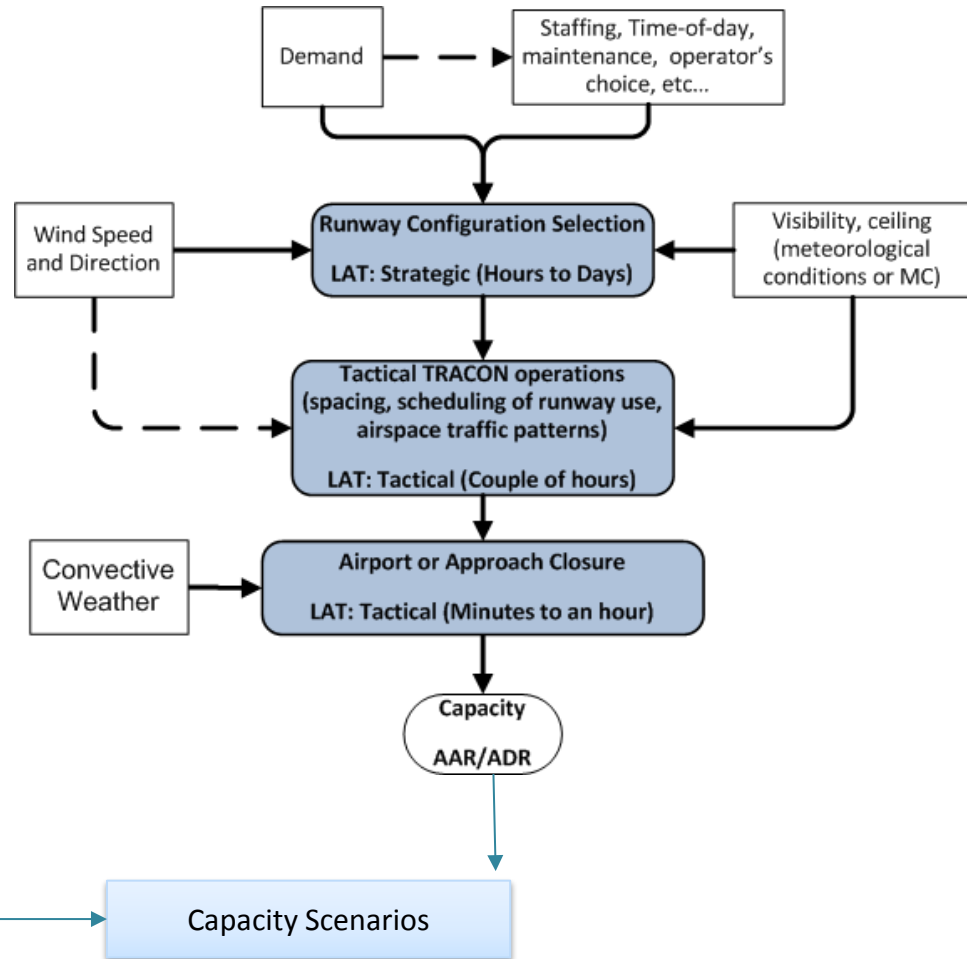 Demand
Staffing, Time-of-day,
maintenance, operator's
choice, etc...
Wind Speed
and Direction
Runway Configuration Selection
LAT: Strategic (Hours to Days)
Visibility, ceiling
(meteorological
conditions or MC)
Tactical TRACON operations
(spacing, scheduling of runway use,
airspace traffic patterns)
LAT: Tactical (Couple of hours)
Convective
Weather
Airport or Approach Closure
LAT: Tactical (Minutes to an hour)
Capacity
AAR/ADR
Capacity Scenarios